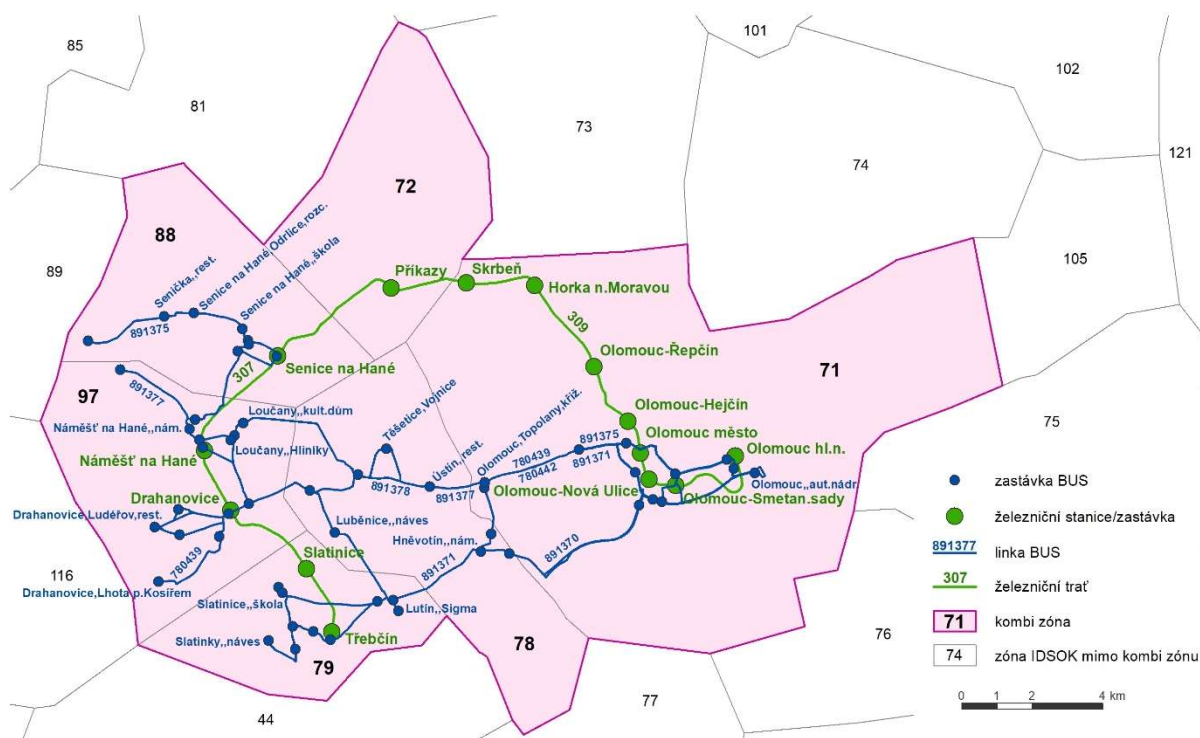 101
85
102
81
73
121
74
72
88
Senička,,rest.
Senice na Hané,Odrlice,rozc.
Senice na Hané,,škola
89
105
Příkazy
Skrbeň
Horka n.Moravou
891375
309
307
Senice na Hané
Olomouc-Řepčín
71
97
891377
Loučany,,kult.dům
Těšetice,Vojnice
75
Náměšť na Hané,,nám.
Loučany,,Hliníky
Ústín,,rest.
Olomouc,Topolany,křiž.
Olomouc-Hejčín
Olomouc město
Náměšť na Hané
891375
780439
891371
780442
Olomouc hl.n.
891378
891377
Olomouc,,aut.nádr.
Olomouc-Nová Ulice
Olomouc-Smetan.sady
Drahanovice
Drahanovice,Luděřov,rest.
Luběnice,,náves
Hněvotín,,nám.
780439
Slatinice
891371
891370
116
Drahanovice,Lhota p.Kosířem
Slatinice,,škola
Lutín,,Sigma
Slatinky,,náves
Třebčín
79
78
76
77
44
zastávka BUS
železniční stanice/zastávka
891377 linka BUS
307 železniční trať
71 kombi zóna
74 zóna IDSOK mimo kombi zónu
0 1 2 4 km